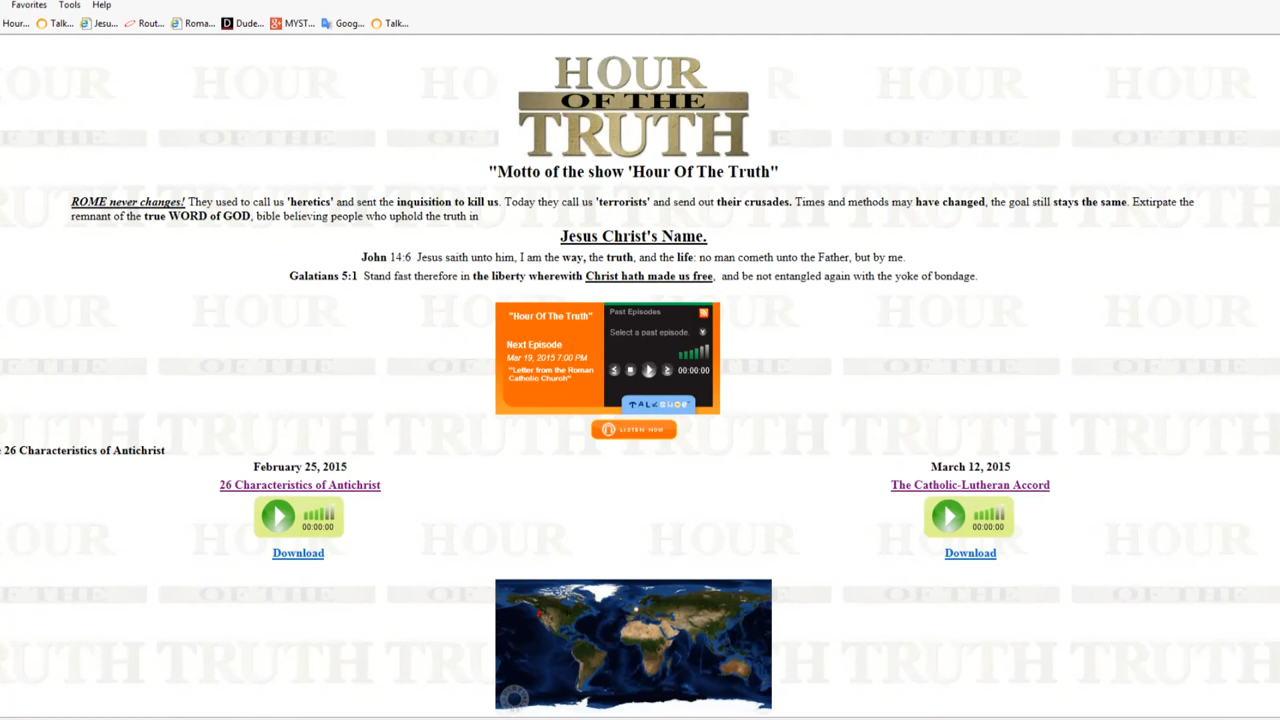 Favorites Tools Help
Hour... Talk... Jesu... Rout... Roma... Dude... MYST... Goog... Talk...
HOUR
OF THE
TRUTH
"Motto of the show 'Hour Of The Truth"
ROME never changes! They used to call us 'heretics' and sent the inquisition to kill us. Today they call us 'terrorists' and send out their crusades. Times and methods may have changed, the goal still stays the same. Extirpate the
remnant of the true WORD of GOD, bible believing people who uphold the truth in
Jesus Christ's Name.
John 14:6 Jesus saith unto him, I am the way, the truth, and the life: no man cometh unto the Father, but by me.
Galatians 5:1 Stand fast therefore in the liberty wherewith Christ hath made us free, and be not entangled again with the yoke of bondage.
"Hour Of The Truth"
Next Episode
Mar 19, 2015 7:00 PM
"Letter from the Roman
Catholic Church"
Past Episodes
Select a past episode.
00:00:00
TALKSHOE
LISTEN NOW
26 Characteristics of Antichrist
February 25, 2015
26 Characteristics of Antichrist
00:00:00
Download
March 12, 2015
The Catholic-Lutheran Accord
00:00:00
Download